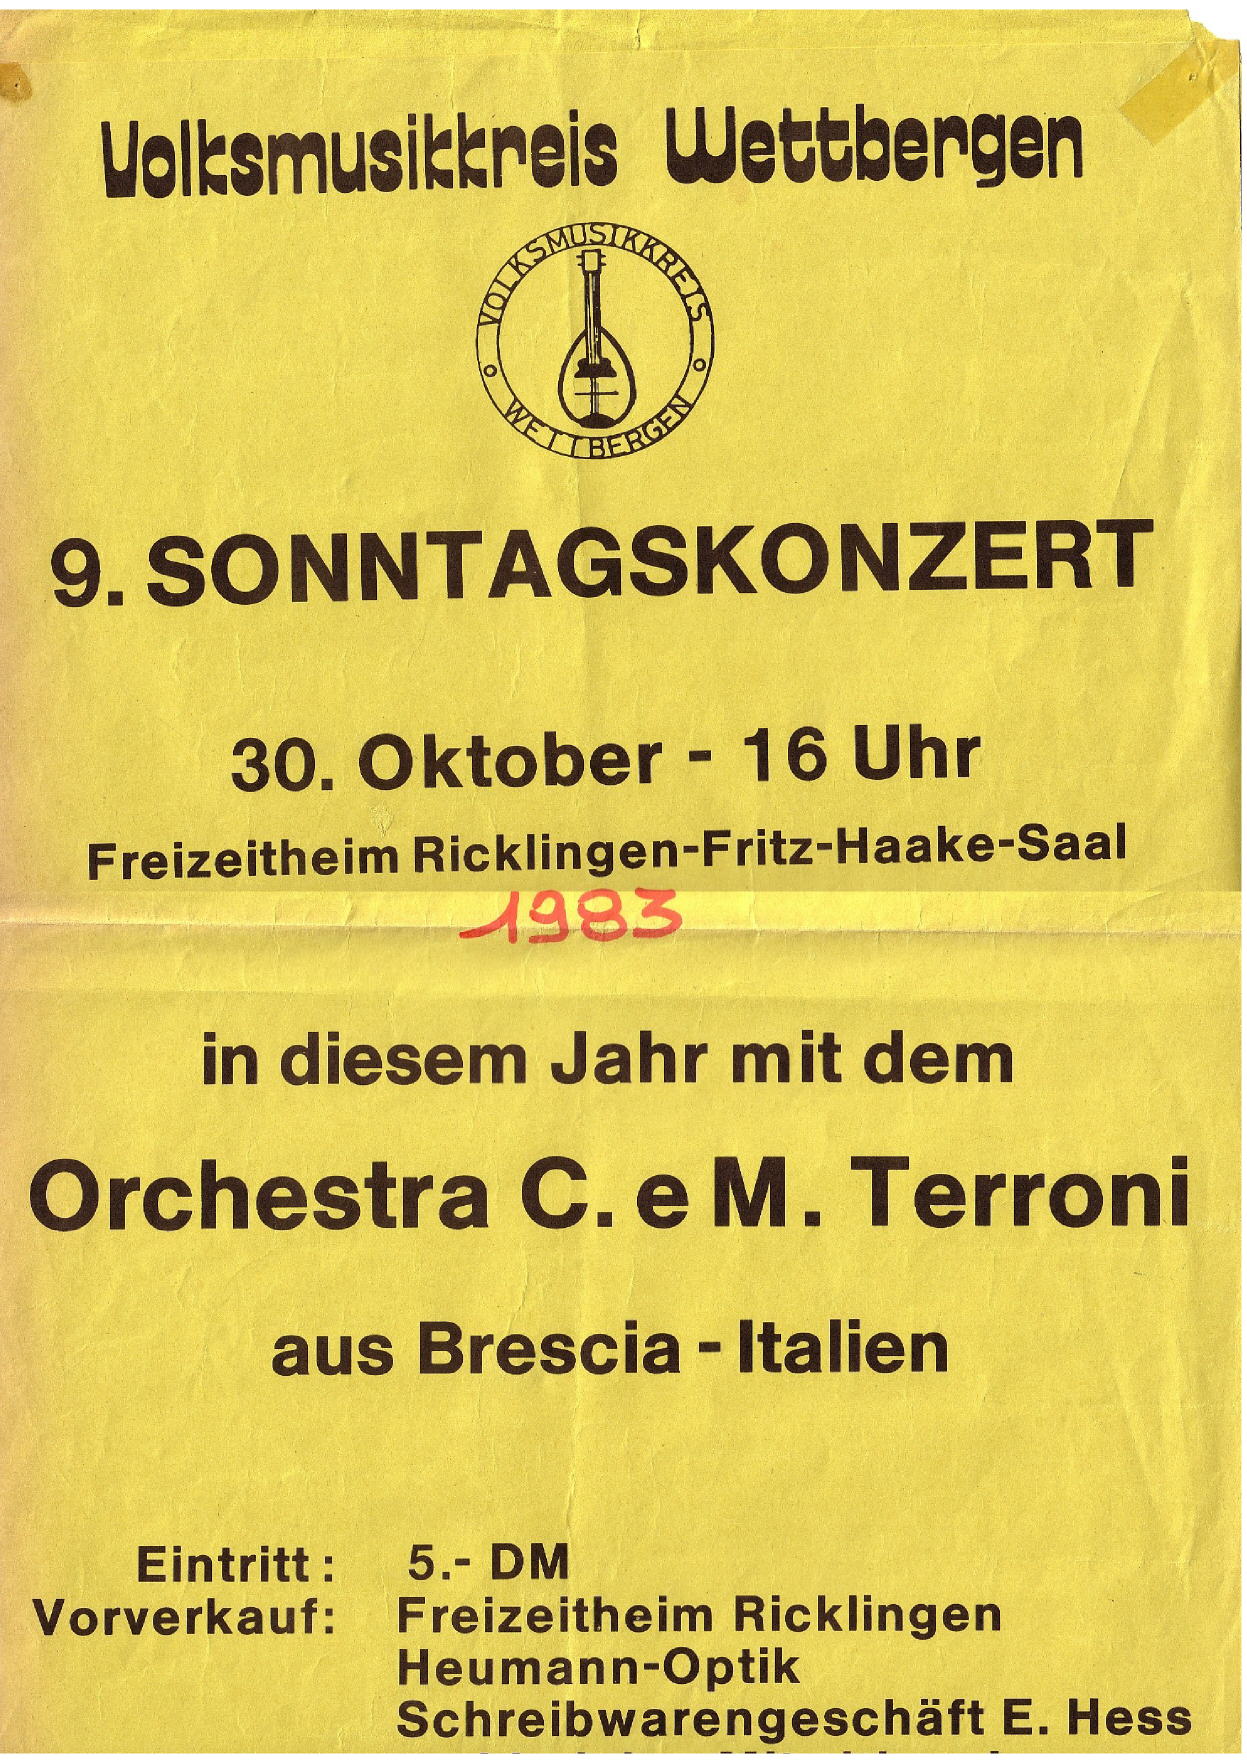 Volksmusikkreis Wettbergen
VOLKSMUSIKKREIS
WETTBERGEN
9. SONNTAGSKONZERT
30. Oktober - 16 Uhr
Freizeitheim Ricklingen-Fritz-Haake-Saal
1983
in diesem Jahr mit dem
Orchestra C. e M. Terroni
aus Brescia - Italien
Eintritt: 5.- DM
Vorverkauf: Freizeitheim Ricklingen
Heumann-Optik
Schreibwarengeschäft E. Hess